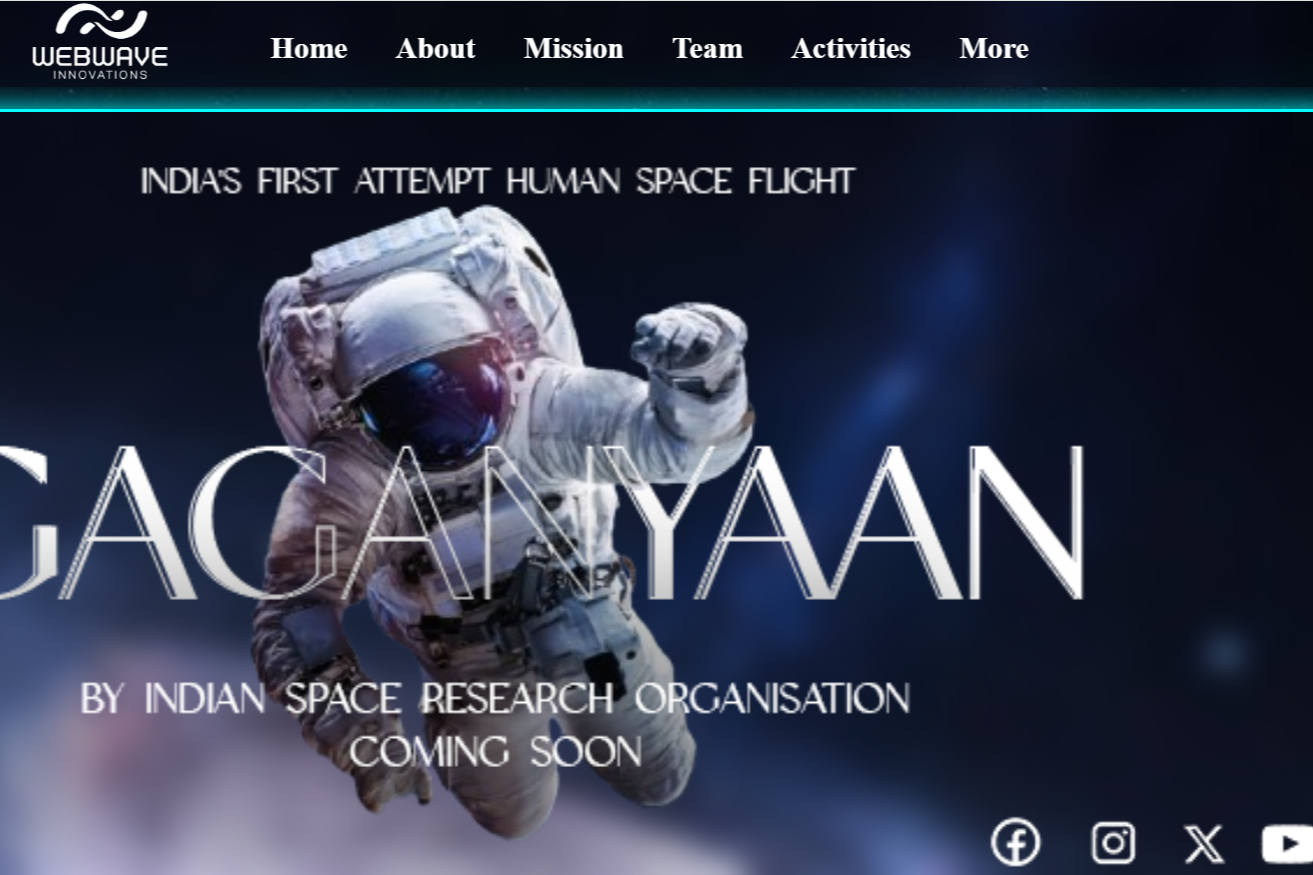 WEBWAVE
INNOVATIONS
Home About Mission Team Activities More
INDIA'S FIRST ATTEMPT HUMAN SPACE FLIGHT
GAGANYAAN
BY INDIAN SPACE RESEARCH ORGANISATION
COMING SOON